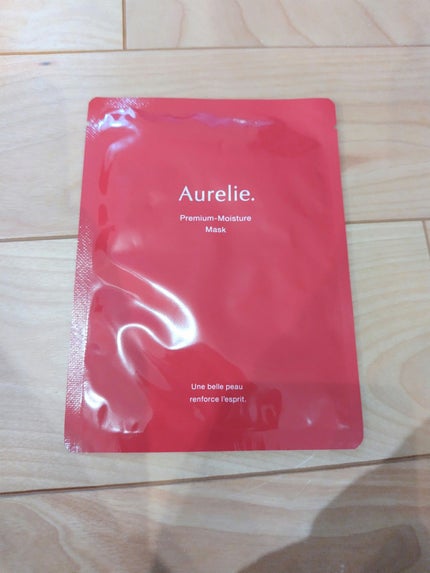 Aurelie.
Premium-Moisture
Mask
Une belle peau
renforce l'esprit.